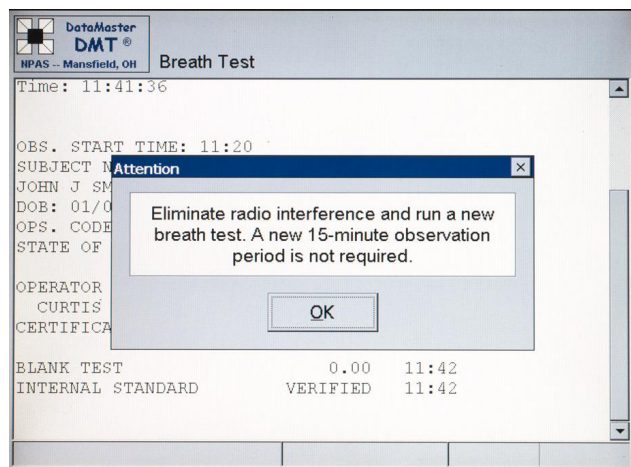 DataMaster
DMT ®
NPAS -- Mansfield, OH
Breath Test
Time: 11:41:36
OBS. START TIME: 11:20
SUBJECT N
JOHN J SM
DOB: 01/0
OPS. CODE
STATE OF
OPERATOR
CURTIS
CERTIFICA
Attention
Eliminate radio interference and run a new
breath test. A new 15-minute observation
period is not required.
OK
BLANK TEST 0.00 11:42
INTERNAL STANDARD VERIFIED 11:42